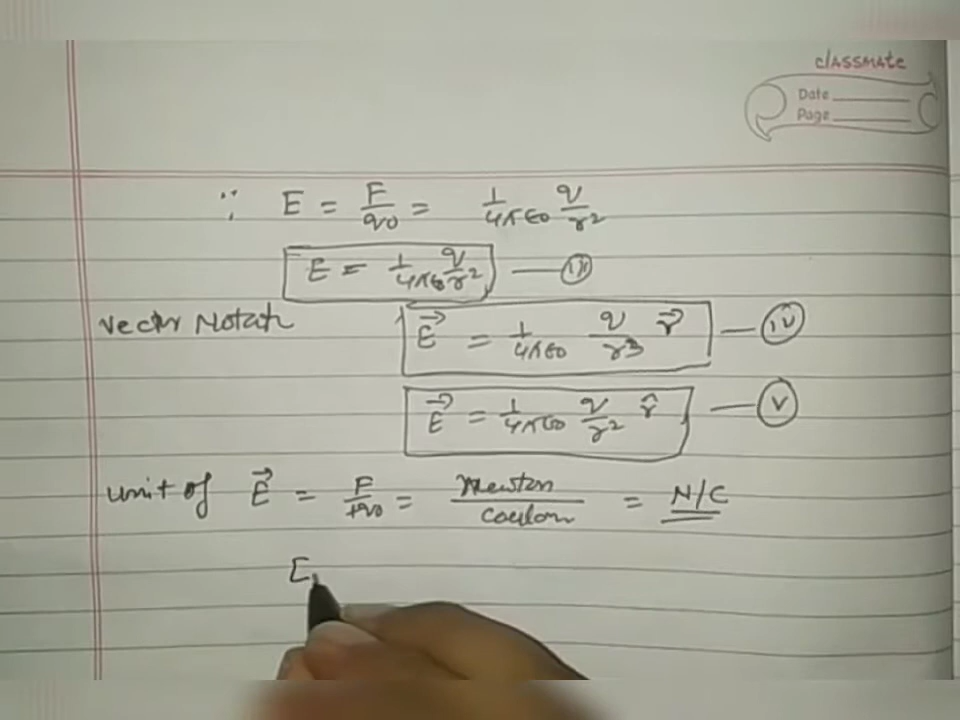 classmate
Date
Page
∵ E = F/q0 = 1/4πε0 q/r2
E = 1/4πε0 q/r2 — (iii)
Vector Notatn
E⃗ = 1/4πε0 q/r3 r⃗ — (iv)
E⃗ = 1/4πε0 q/r2 r̂ — (v)
unit of E⃗ = F/+q0 = Newton/Coulom = N/C
E